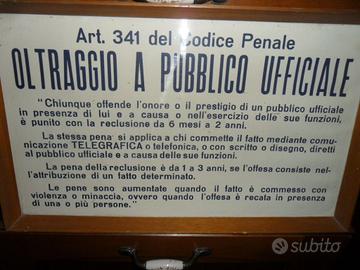 Art. 341 del Codice Penale
OLTRAGGIO A PUBBLICO UFFICIALE
"Chiunque offende l'onore o il prestigio di un pubblico ufficiale
in presenza di lui e a causa o nell'esercizio delle sue funzioni,
è punito con la reclusione da 6 mesi a 2 anni.
La stessa pena si applica a chi commette il fatto mediante comu-
nicazione TELEGRAFICA o telefonica, o con scritto o disegno, diretti
al pubblico ufficiale e a causa delle sue funzioni.
La pena della reclusione è da 1 a 3 anni, se l'offesa consiste nel-
l'attribuzione di un fatto determinato.
Le pene sono aumentate quando il fatto è commesso con
violenza o minaccia, ovvero quando l'offesa è recata in presenza
di una o più persone."
subito